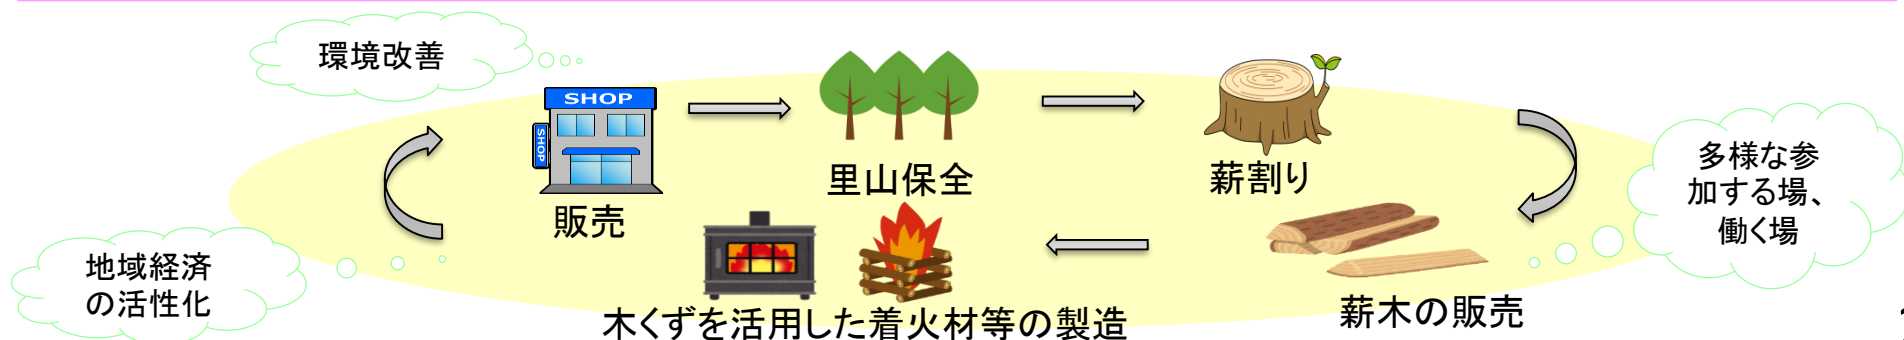 環境改善
SHOP
SHOP
販売
里山保全
薪割り
多様な参
加する場、
働く場
薪木の販売
木くずを活用した着火材等の製造
地域経済
の活性化